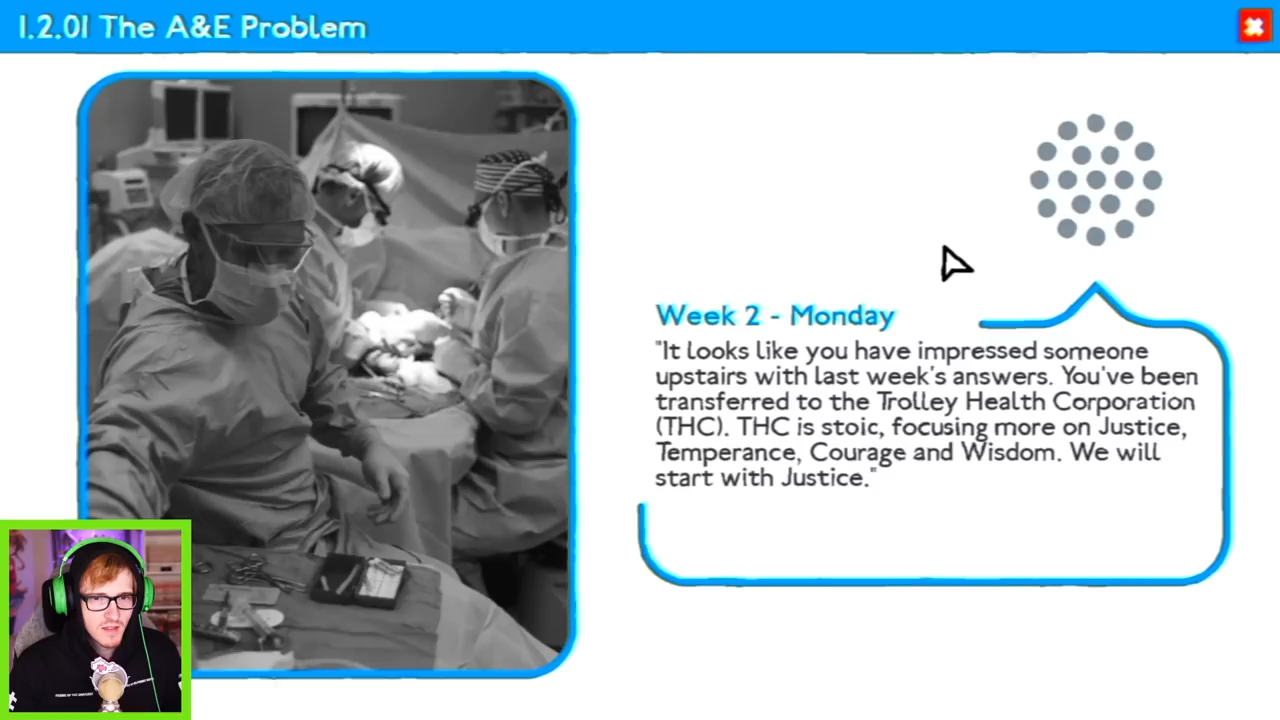 1.2.01 The A&E Problem
Week 2 - Monday
"It looks like you have impressed someone
upstairs with last week's answers. You've been
transferred to the Trolley Health Corporation
(THC). THC is stoic, focusing more on Justice,
Temperance, Courage and Wisdom. We will
start with Justice."